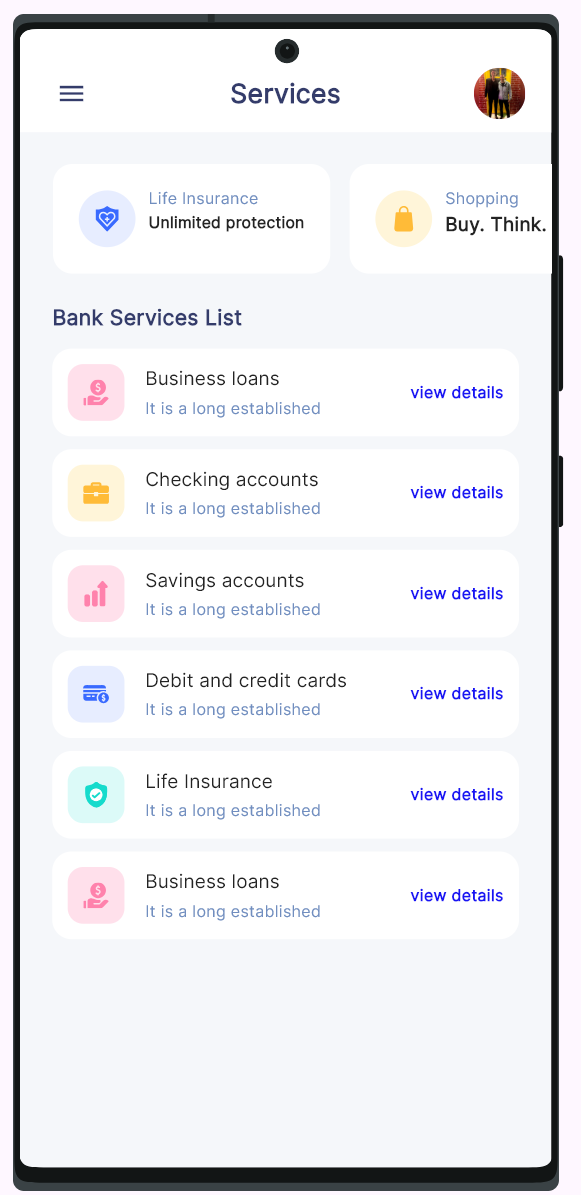 Services
Life Insurance
Unlimited protection
Shopping
Buy. Think.
Bank Services List
Business loans
It is a long established
view details
Checking accounts
It is a long established
view details
Savings accounts
It is a long established
view details
Debit and credit cards
It is a long established
view details
Life Insurance
It is a long established
view details
Business loans
It is a long established
view details